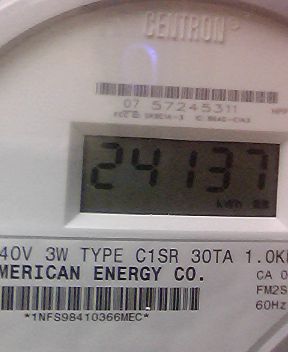 CENTRON®
07 57245311
24137
kWh
40V 3W TYPE C1SR 30TA 1.0K
MERICAN ENERGY CO.
CA 0
FM2S
60Hz
*1NFS98410366MEC*